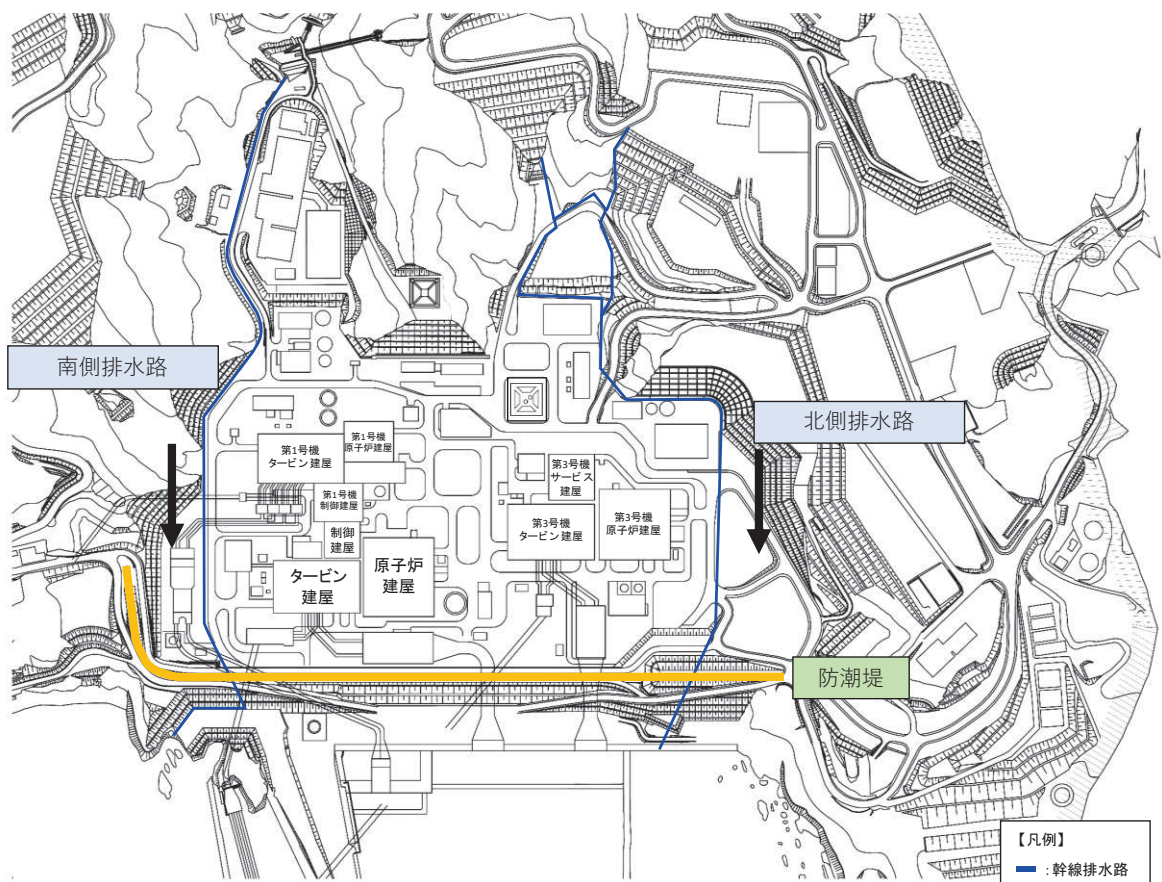 南側排水路
北側排水路
第1号機
原子炉建屋
第1号機
タービン建屋
第1号機
制御建屋
制御
建屋
タービン
建屋
原子炉
建屋
第3号機
サービス
建屋
第3号機
タービン建屋
第3号機
原子炉建屋
防潮堤
【凡例】
:幹線排水路